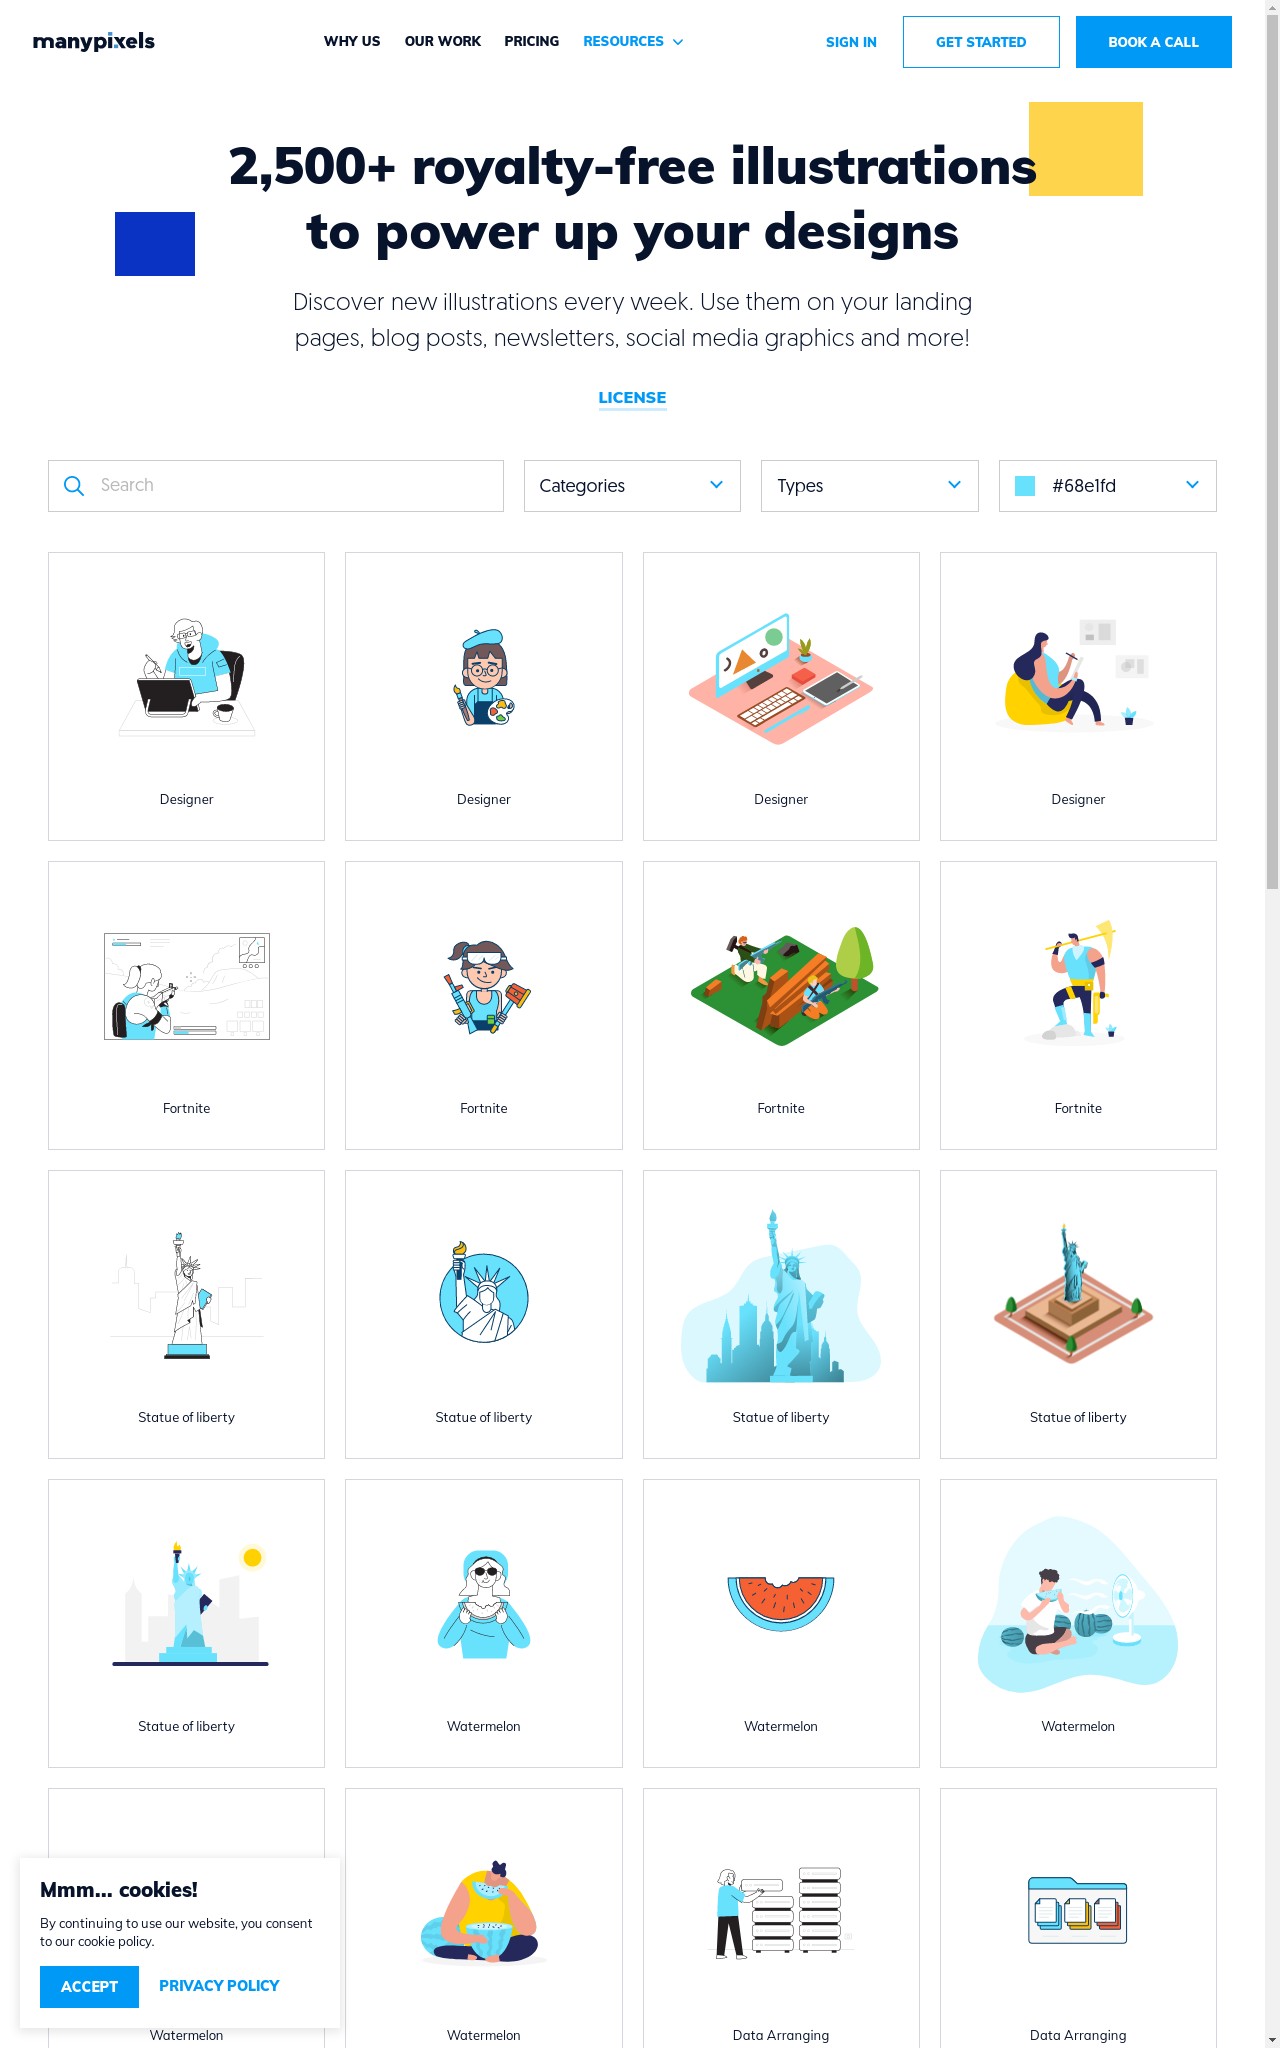 manypixels
WHY US
OUR WORK
PRICING
RESOURCES
SIGN IN
GET STARTED
BOOK A CALL
2,500+ royalty-free illustrations
to power up your designs
Discover new illustrations every week. Use them on your landing
pages, blog posts, newsletters, social media graphics and more!
LICENSE
Search
Categories
Types
#68e1fd
Designer
Designer
Designer
Designer
Fortnite
Fortnite
Fortnite
Fortnite
Statue of liberty
Statue of liberty
Statue of liberty
Statue of liberty
Statue of liberty
Watermelon
Watermelon
Watermelon
Mmm... cookies!
By continuing to use our website, you consent
to our cookie policy.
ACCEPT
PRIVACY POLICY
Watermelon
Watermelon
Data Arranging
Data Arranging